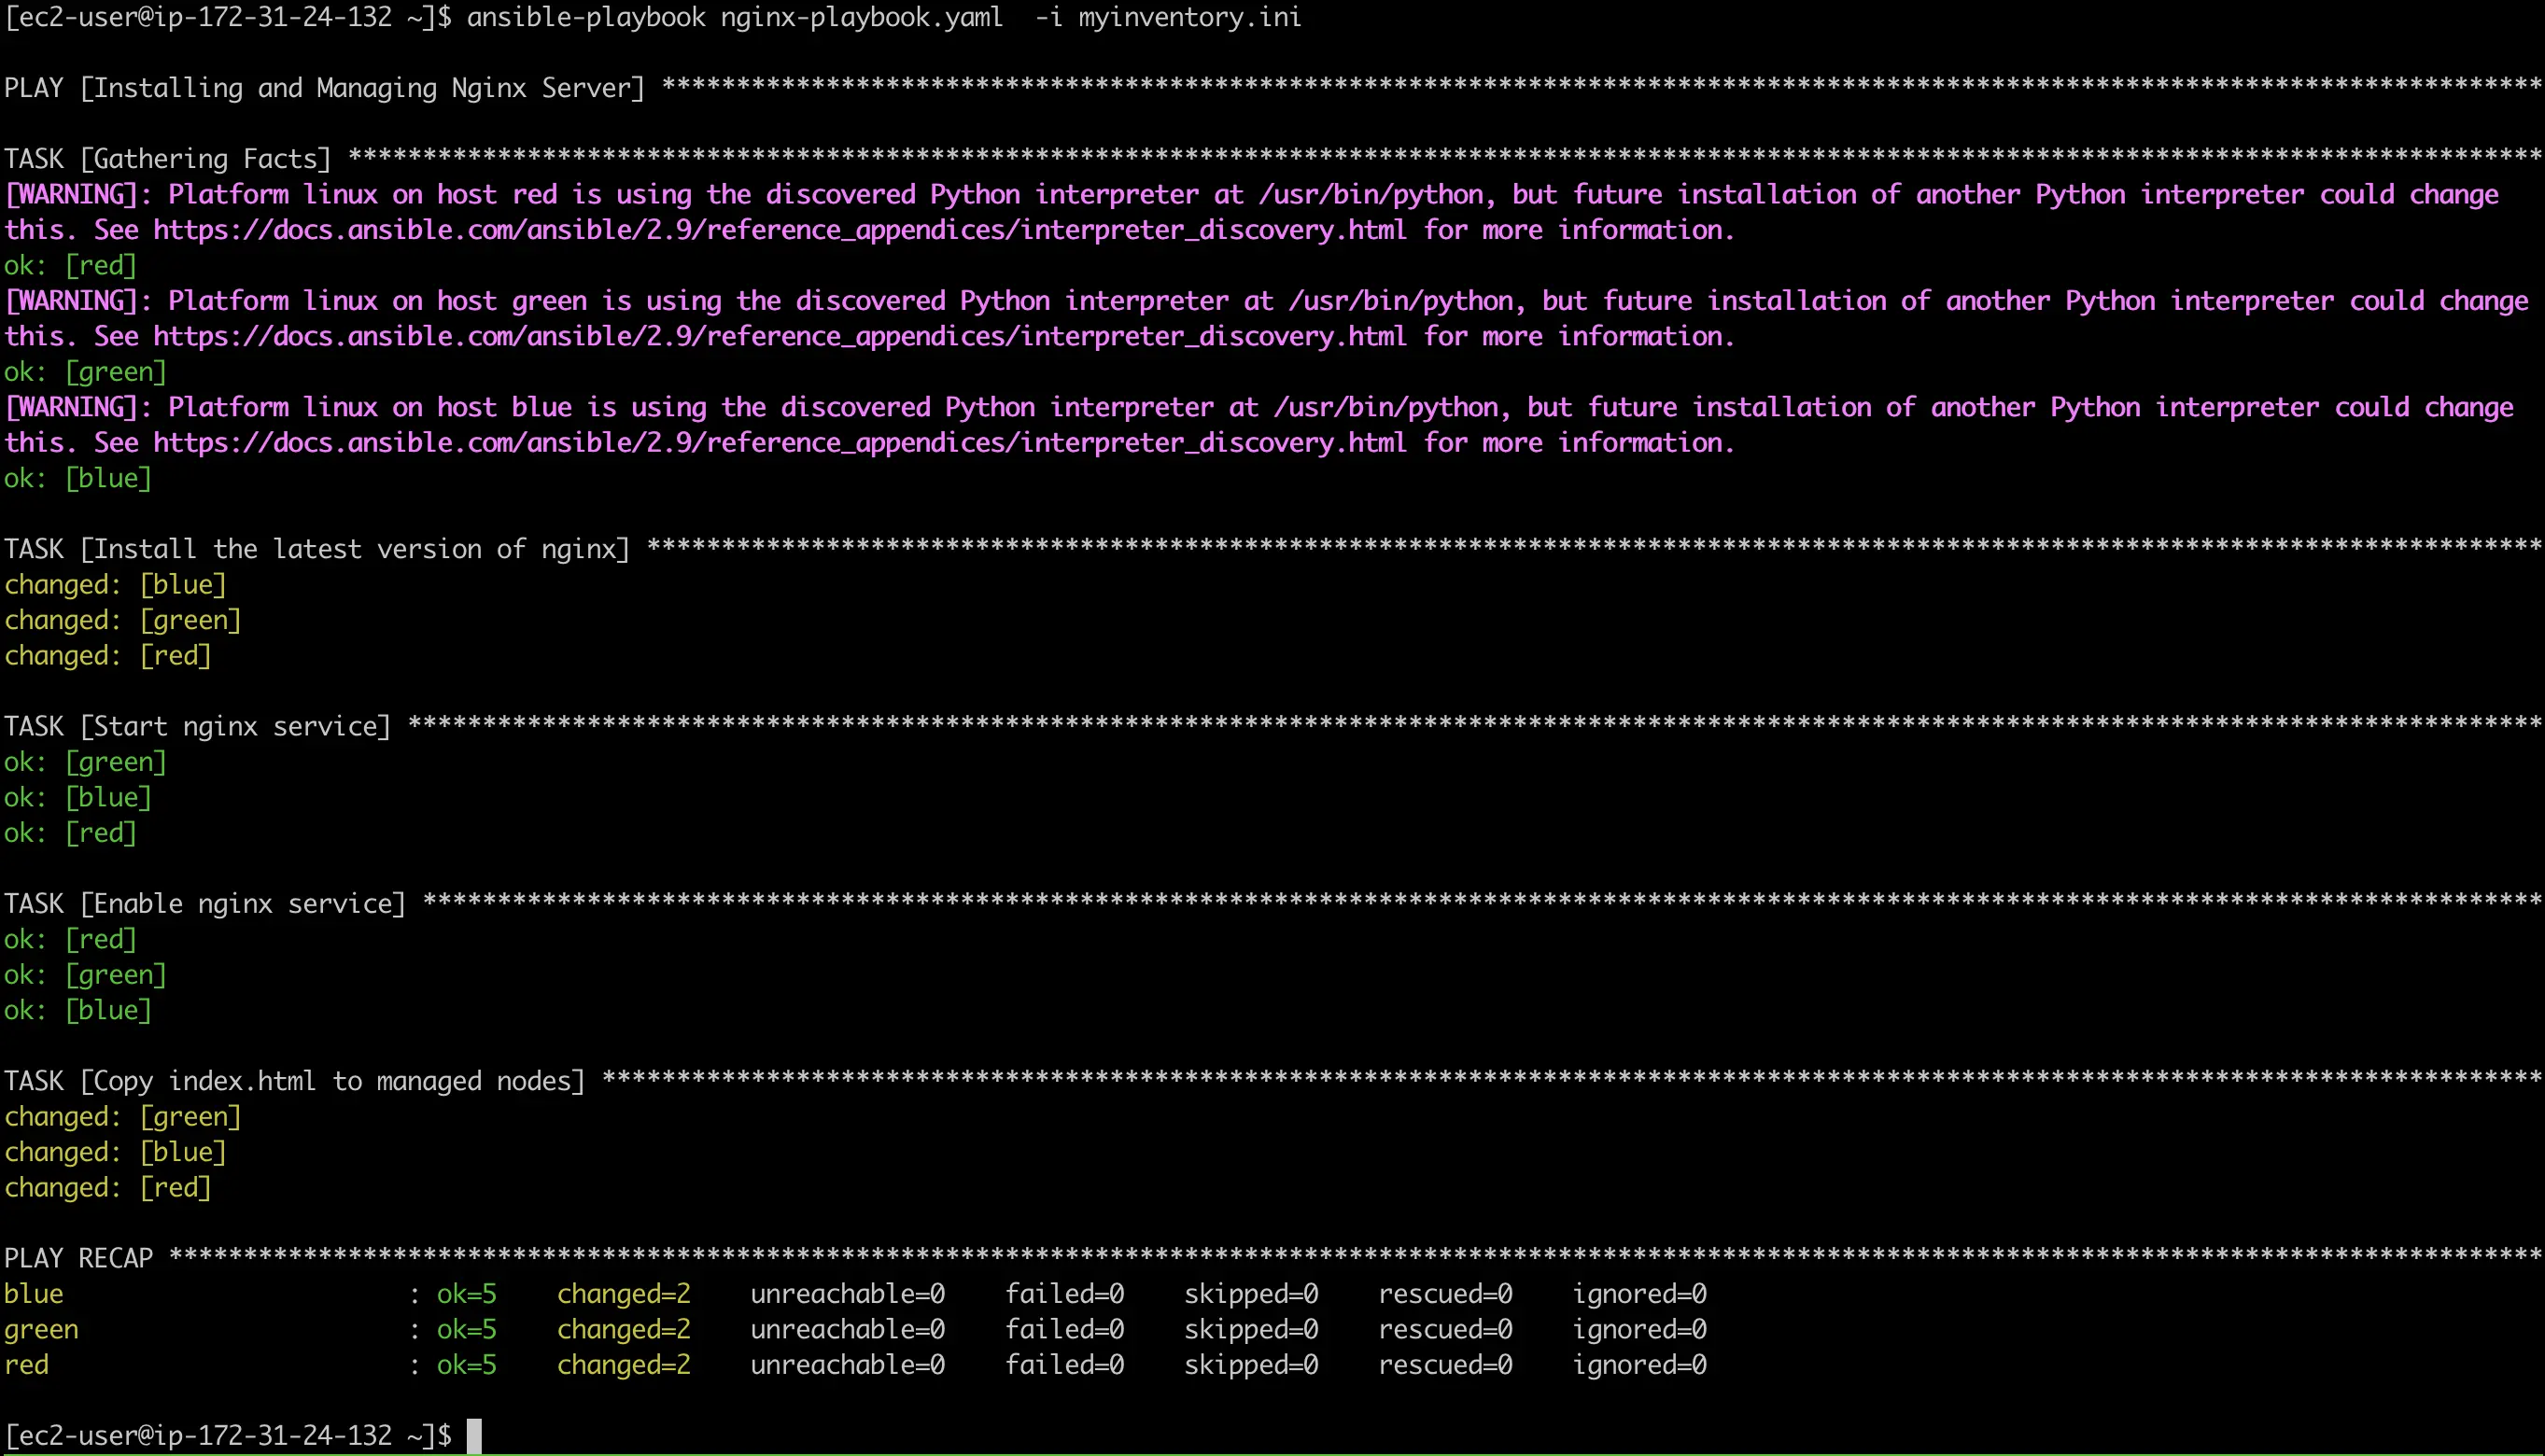 [ec2-user@ip-172-31-24-132 ~]$ ansible-playbook nginx-playbook.yaml  -i myinventory.ini
PLAY [Installing and Managing Nginx Server] ******************************************************************************************************************************
TASK [Gathering Facts] ***************************************************************************************************************************************************
[WARNING]: Platform linux on host red is using the discovered Python interpreter at /usr/bin/python, but future installation of another Python interpreter could change
this. See https://docs.ansible.com/ansible/2.9/reference_appendices/interpreter_discovery.html for more information.
ok: [red]
[WARNING]: Platform linux on host green is using the discovered Python interpreter at /usr/bin/python, but future installation of another Python interpreter could change
this. See https://docs.ansible.com/ansible/2.9/reference_appendices/interpreter_discovery.html for more information.
ok: [green]
[WARNING]: Platform linux on host blue is using the discovered Python interpreter at /usr/bin/python, but future installation of another Python interpreter could change
this. See https://docs.ansible.com/ansible/2.9/reference_appendices/interpreter_discovery.html for more information.
ok: [blue]
TASK [Install the latest version of nginx] *******************************************************************************************************************************
changed: [blue]
changed: [green]
changed: [red]
TASK [Start nginx service] ***********************************************************************************************************************************************
ok: [green]
ok: [blue]
ok: [red]
TASK [Enable nginx service] **********************************************************************************************************************************************
ok: [red]
ok: [green]
ok: [blue]
TASK [Copy index.html to managed nodes] **********************************************************************************************************************************
changed: [green]
changed: [blue]
changed: [red]
PLAY RECAP ***************************************************************************************************************************************************************
blue                       : ok=5    changed=2    unreachable=0    failed=0    skipped=0    rescued=0    ignored=0
green                      : ok=5    changed=2    unreachable=0    failed=0    skipped=0    rescued=0    ignored=0
red                        : ok=5    changed=2    unreachable=0    failed=0    skipped=0    rescued=0    ignored=0
[ec2-user@ip-172-31-24-132 ~]$